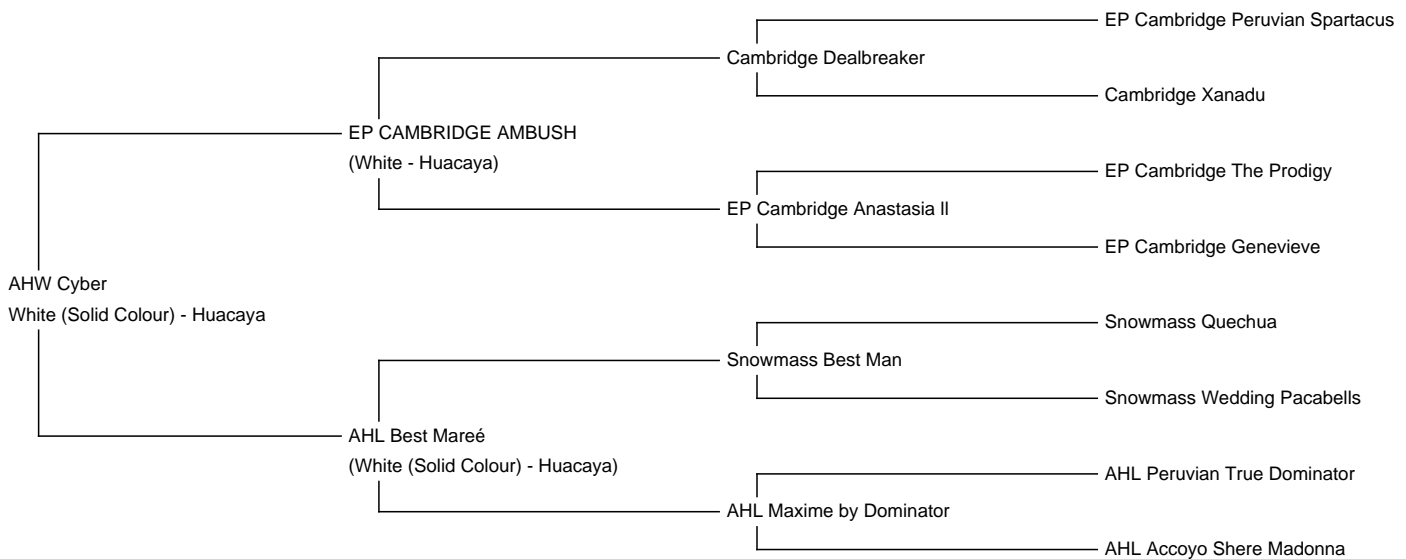 EP Cambridge Peruvian Spartacus
Cambridge Dealbreaker
Cambridge Xanadu
EP CAMBRIDGE AMBUSH
(White - Huacaya)
EP Cambridge The Prodigy
EP Cambridge Anastasia ll
EP Cambridge Genevieve
AHW Cyber
White (Solid Colour) - Huacaya
Snowmass Quechua
Snowmass Best Man
Snowmass Wedding Pacabells
AHL Best Mareé
(White (Solid Colour) - Huacaya)
AHL Peruvian True Dominator
AHL Maxime by Dominator
AHL Accoyo Shere Madonna